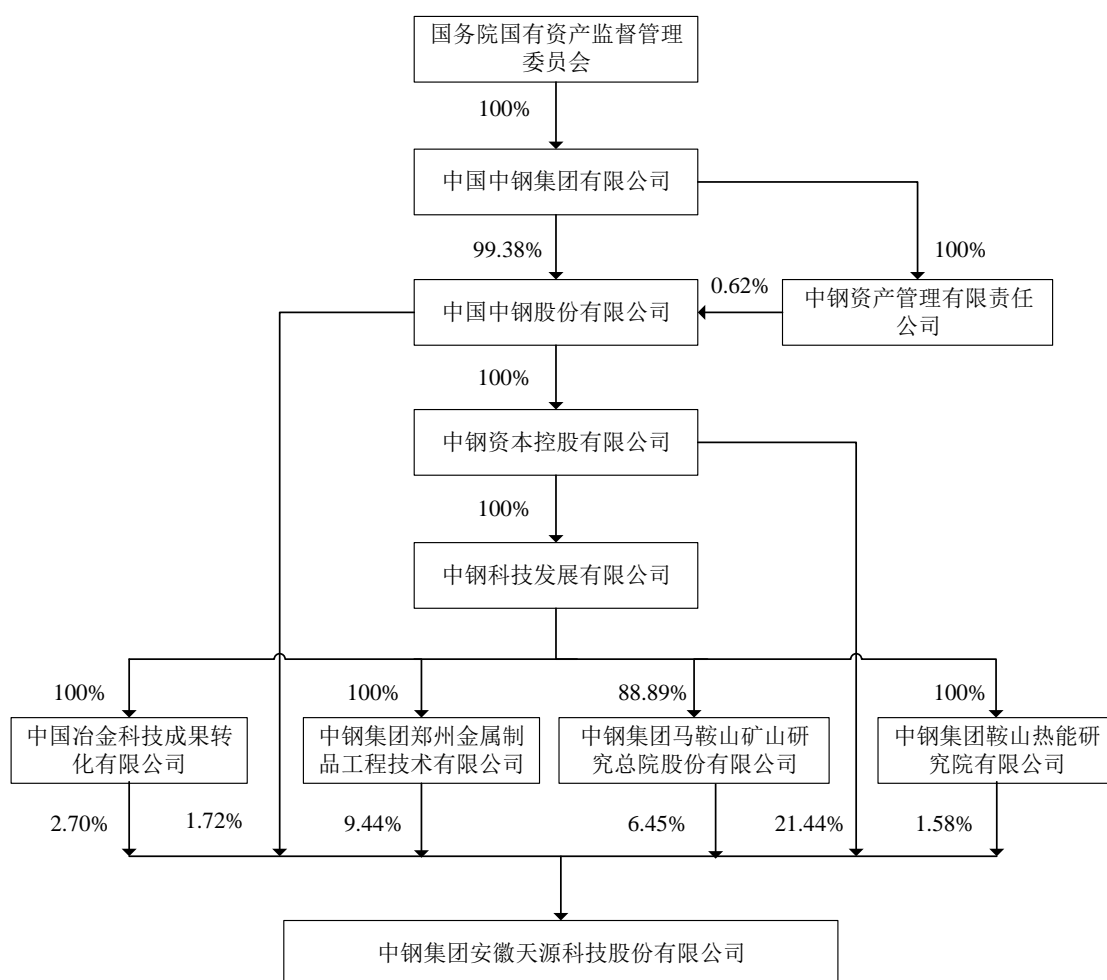 国务院国有资产监督管理
委员会
100%
中国中钢集团有限公司
99.38%
100%
0.62%
中国中钢股份有限公司
中钢资产管理有限责任
公司
100%
中钢资本控股有限公司
100%
中钢科技发展有限公司
100%
100%
88.89%
100%
中国冶金科技成果转
化有限公司
中钢集团郑州金属制
品工程技术有限公司
中钢集团马鞍山矿山研
究总院股份有限公司
中钢集团鞍山热能研
究院有限公司
2.70%
1.72%
9.44%
6.45%
21.44%
1.58%
中钢集团安徽天源科技股份有限公司